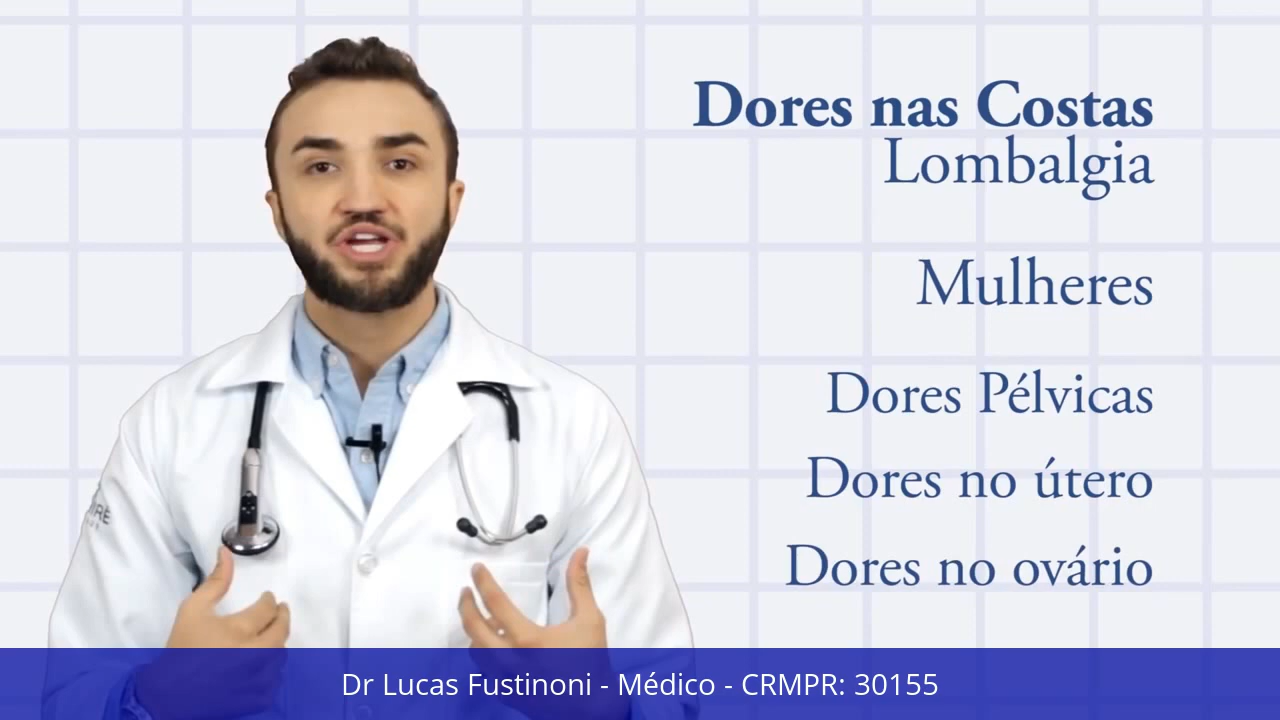 Dores nas Costas
Lombalgia
Mulheres
Dores Pélvicas
Dores no útero
Dores no ovário
Dr Lucas Fustinoni - Médico - CRMPR: 30155